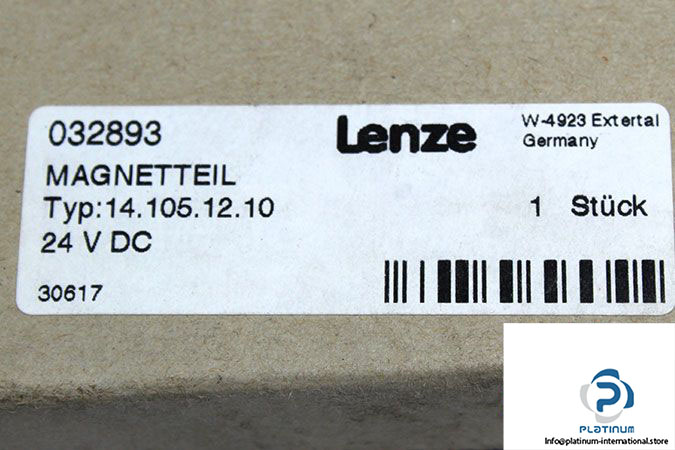 032893
Lenze
W-4923 Extertal
Germany
MAGNETTEIL
Typ:14.105.12.10
1 Stück
24 V DC
30617
PLATINUM
Info@platinum-international.store